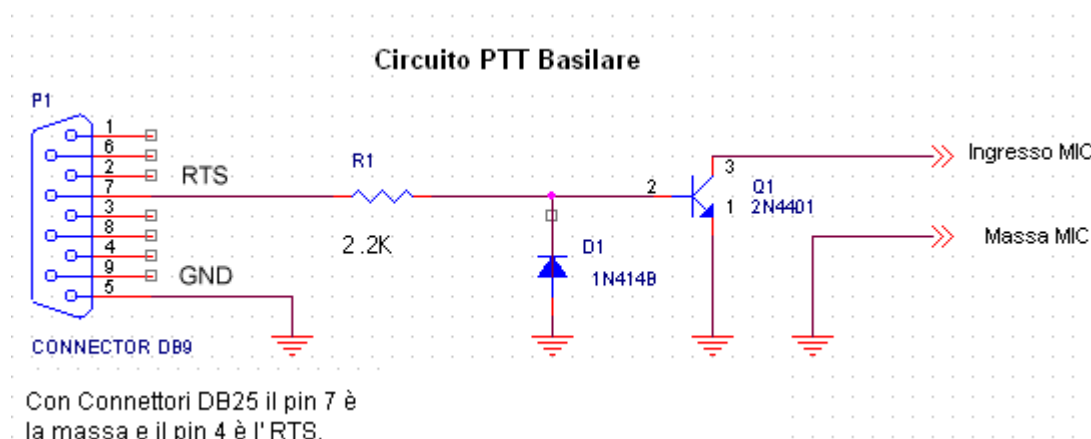 Circuito PTT Basilare
P1
1
6
2
7
3
8
4
9
5
RTS
GND
CONNECTOR DB9
R1
2.2K
D1
1N414B
2
3
1
Q1
2N4401
Ingresso MIC
Massa MIC
Con Connettori DB25 il pin 7 è
la massa e il pin 4 è l' RTS.